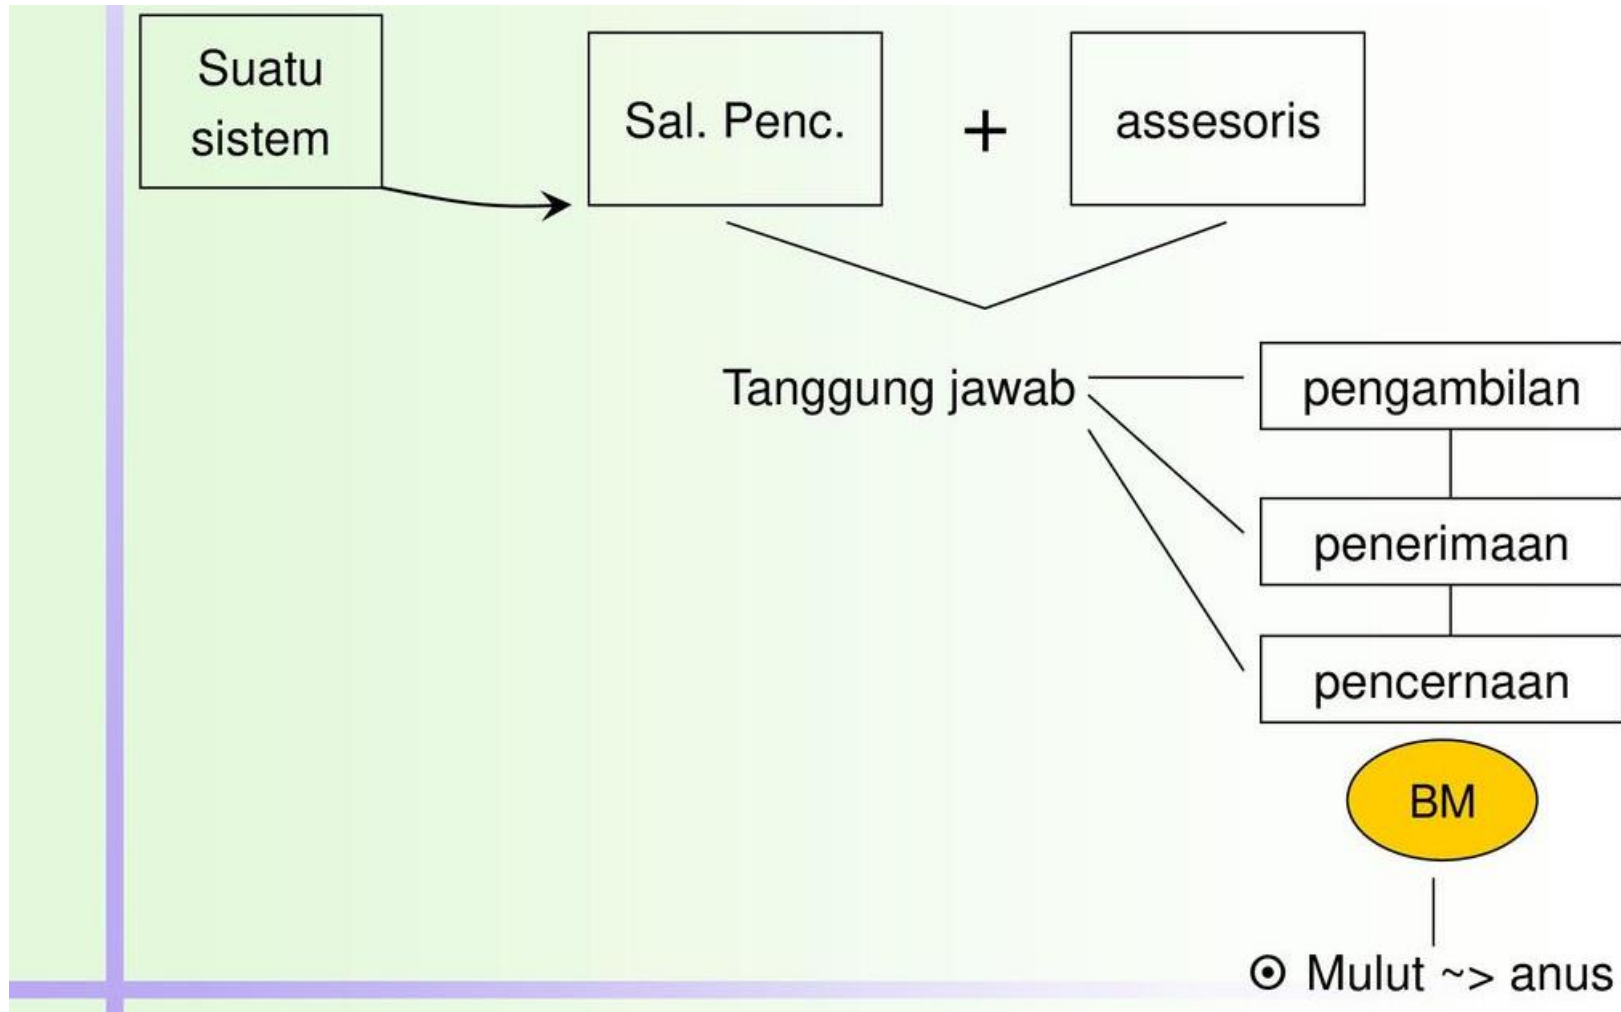 Suatu
sistem
Sal. Penc.
+
assesoris
Tanggung jawab
pengambilan
penerimaan
pencernaan
BM
⊙ Mulut ~> anus